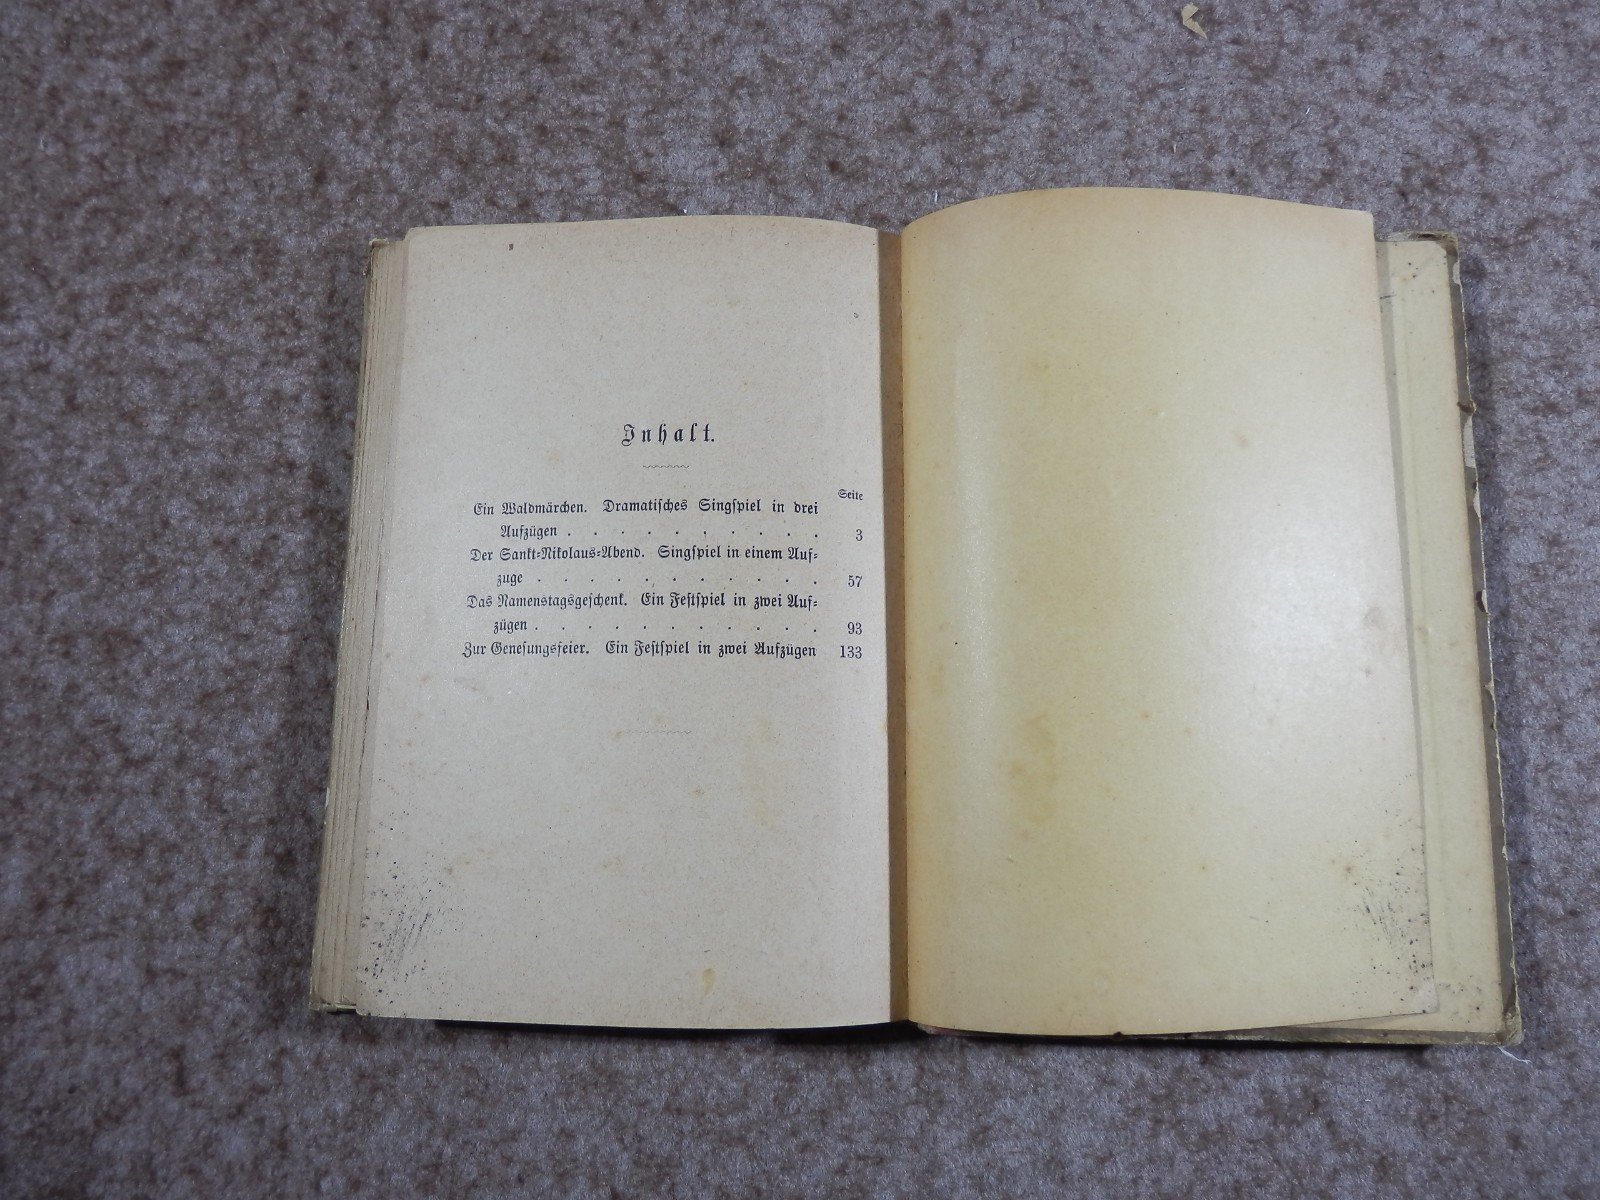 Inhalt.
Seite
Ein Waldmärchen. Dramatisches Singspiel in drei
Aufzügen . . . . . . . . . . 3
Der Sankt-Nikolaus-Abend. Singspiel in einem Auf-
zuge . . . . . . . . . . . 57
Das Namenstagsgeschenk. Ein Festspiel in zwei Auf-
zügen . . . . . . . . . . . 93
Zur Genesungsfeier. Ein Festspiel in zwei Aufzügen 133